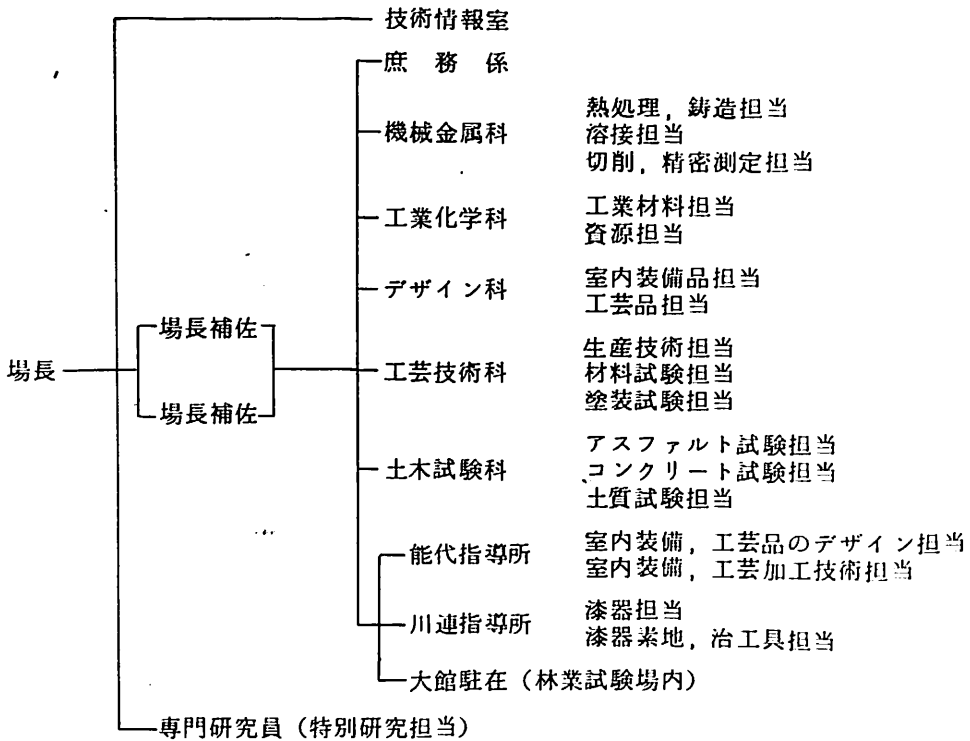 技術情報室
庶務係
機械金属科
熱処理，鋳造担当
溶接担当
切削，精密測定担当
工業化学科
工業材料担当
資源担当
デザイン科
室内装備品担当
工芸品担当
場長
場長補佐
場長補佐
工芸技術科
生産技術担当
材料試験担当
塗装試験担当
土木試験科
アスファルト試験担当
コンクリート試験担当
土質試験担当
能代指導所
室内装備，工芸品のデザイン担当
室内装備，工芸加工技術担当
川連指導所
漆器担当
漆器素地，治工具担当
大館駐在（林業試験場内）
専門研究員（特別研究担当）